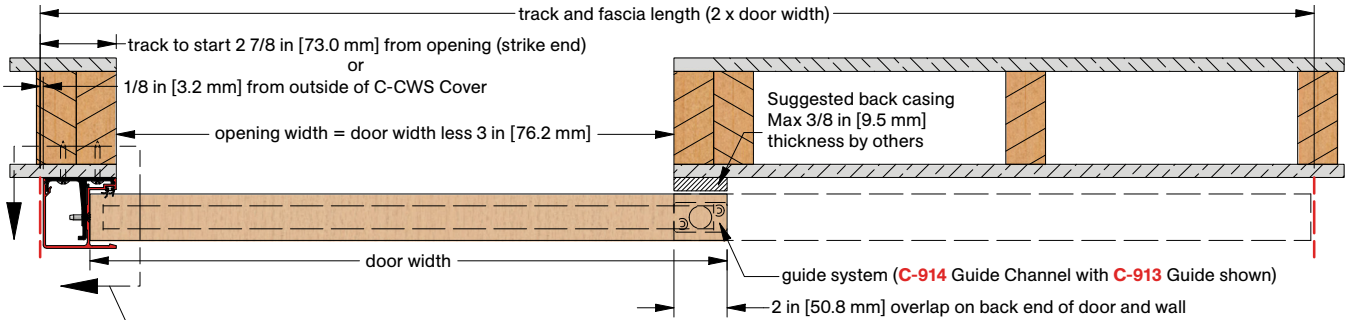 track and fascia length (2 x door width)
track to start 2 7/8 in [73.0 mm] from opening (strike end)
or
1/8 in [3.2 mm] from outside of C-CWS Cover
opening width = door width less 3 in [76.2 mm]
Suggested back casing
Max 3/8 in [9.5 mm]
thickness by others
door width
guide system (C-914 Guide Channel with C-913 Guide shown)
2 in [50.8 mm] overlap on back end of door and wall